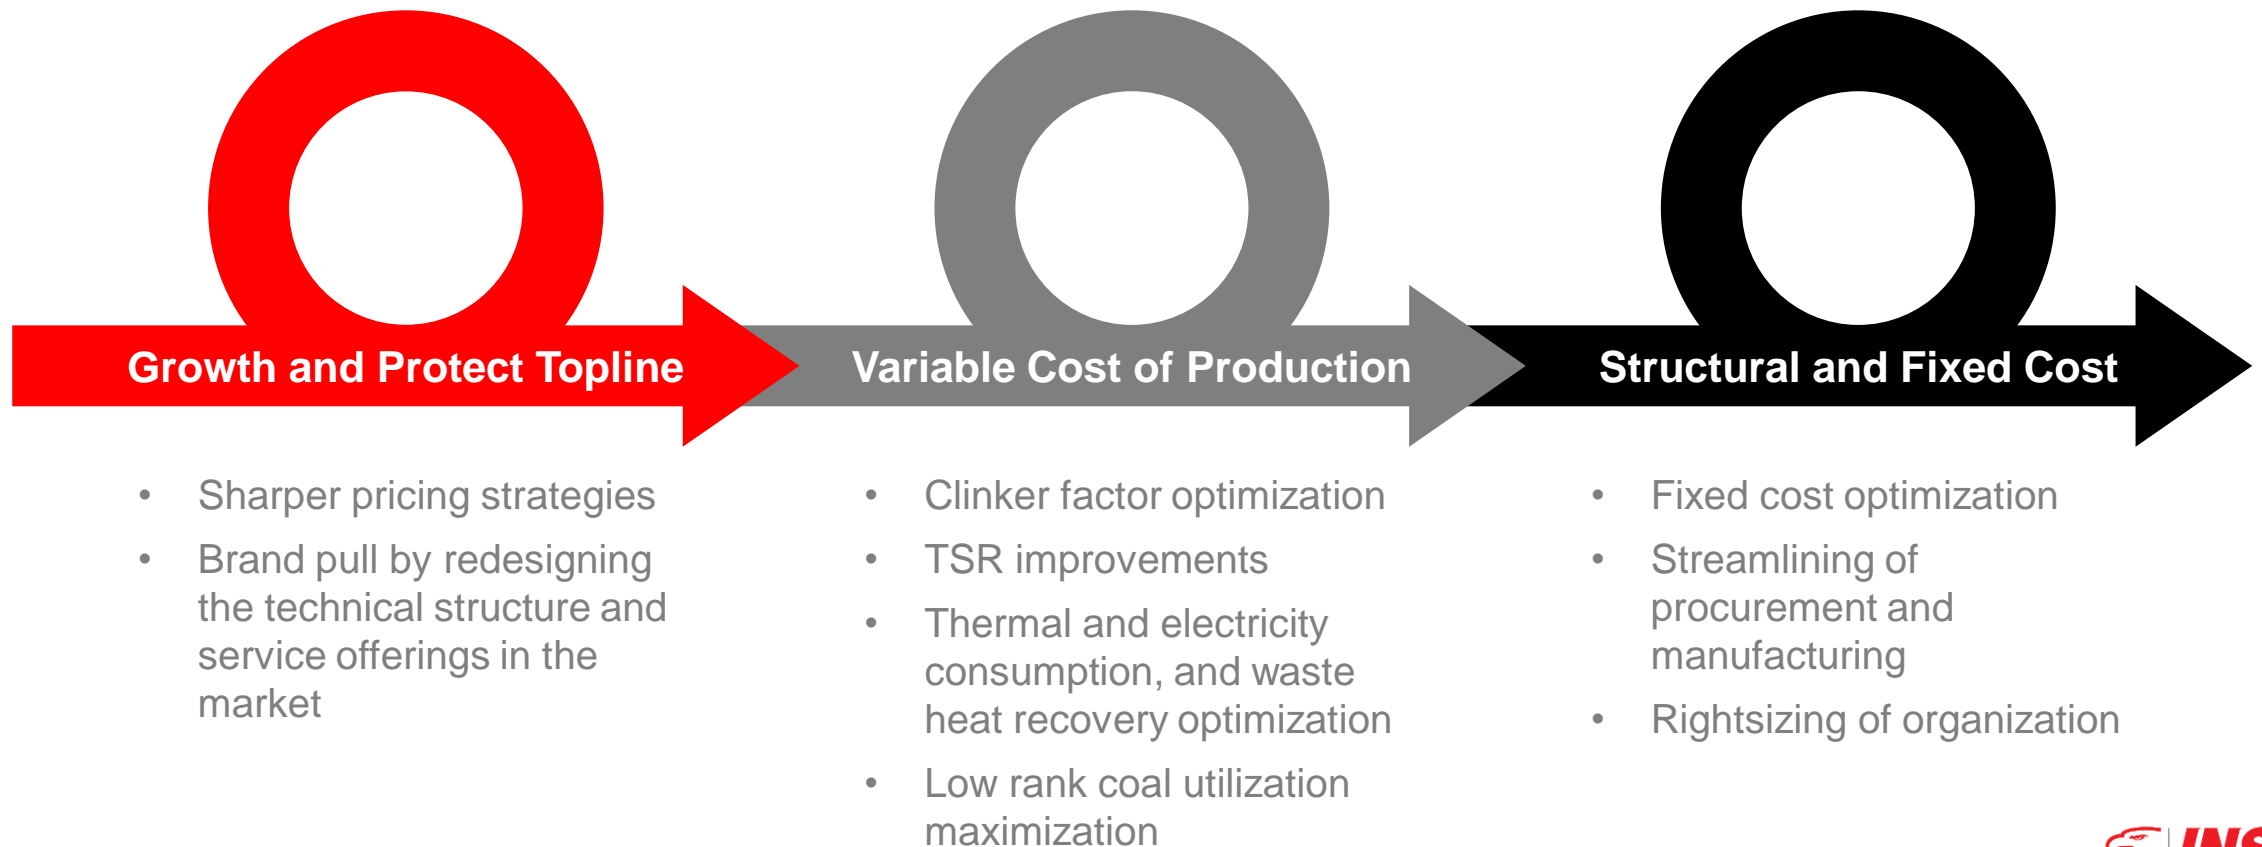 Growth and Protect Topline
Variable Cost of Production
Structural and Fixed Cost
• Sharper pricing strategies
• Brand pull by redesigning
the technical structure and
service offerings in the
market
• Clinker factor optimization
• TSR improvements
• Thermal and electricity
consumption, and waste
heat recovery optimization
• Low rank coal utilization
maximization
• Fixed cost optimization
• Streamlining of
procurement and
manufacturing
• Rightsizing of organization